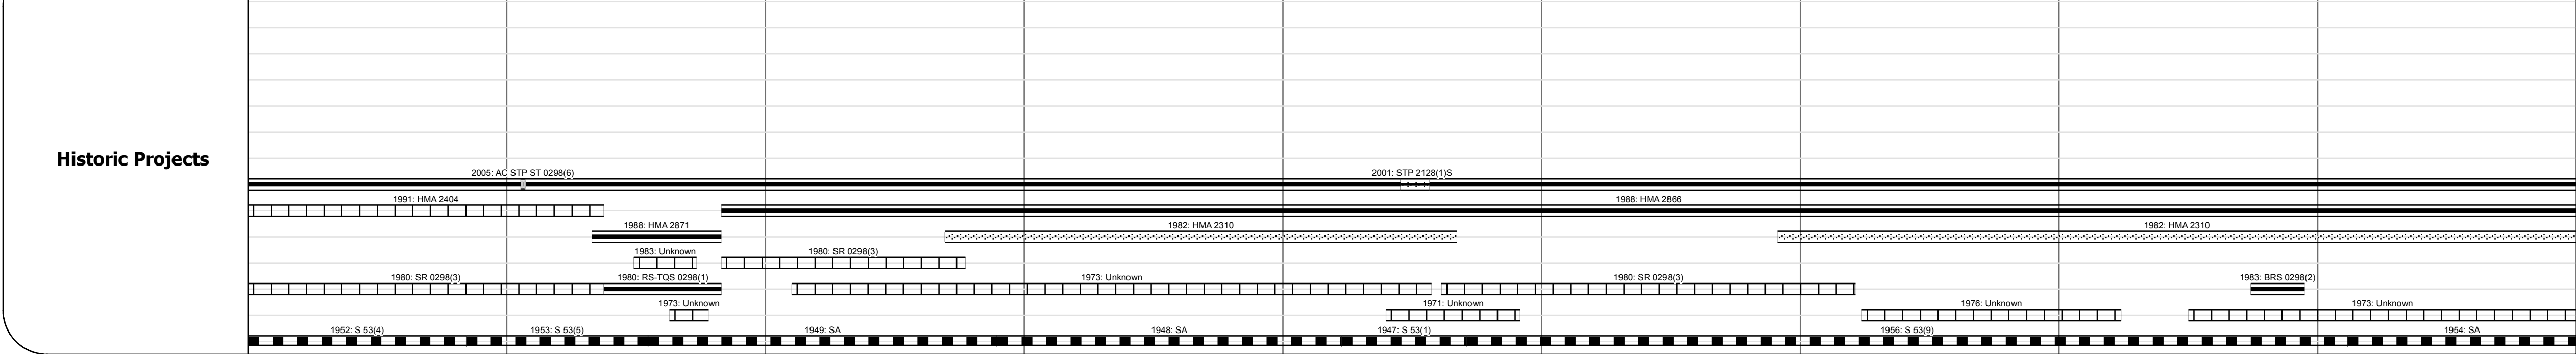 Historic Projects
2005: AC STP ST 0298(6)
2001: STP 2128(1)S
1991: HMA 2404
1988: HMA 2866
1988: HMA 2871
1982: HMA 2310
1982: HMA 2310
1983: Unknown
1980: SR 0298(3)
1980: SR 0298(3)
1980: RS-TQS 0298(1)
1973: Unknown
1980: SR 0298(3)
1983: BRS 0298(2)
1973: Unknown
1971: Unknown
1976: Unknown
1973: Unknown
1952: S 53(4)
1953: S 53(5)
1949: SA
1948: SA
1947: S 53(1)
1956: S 53(9)
1954: SA